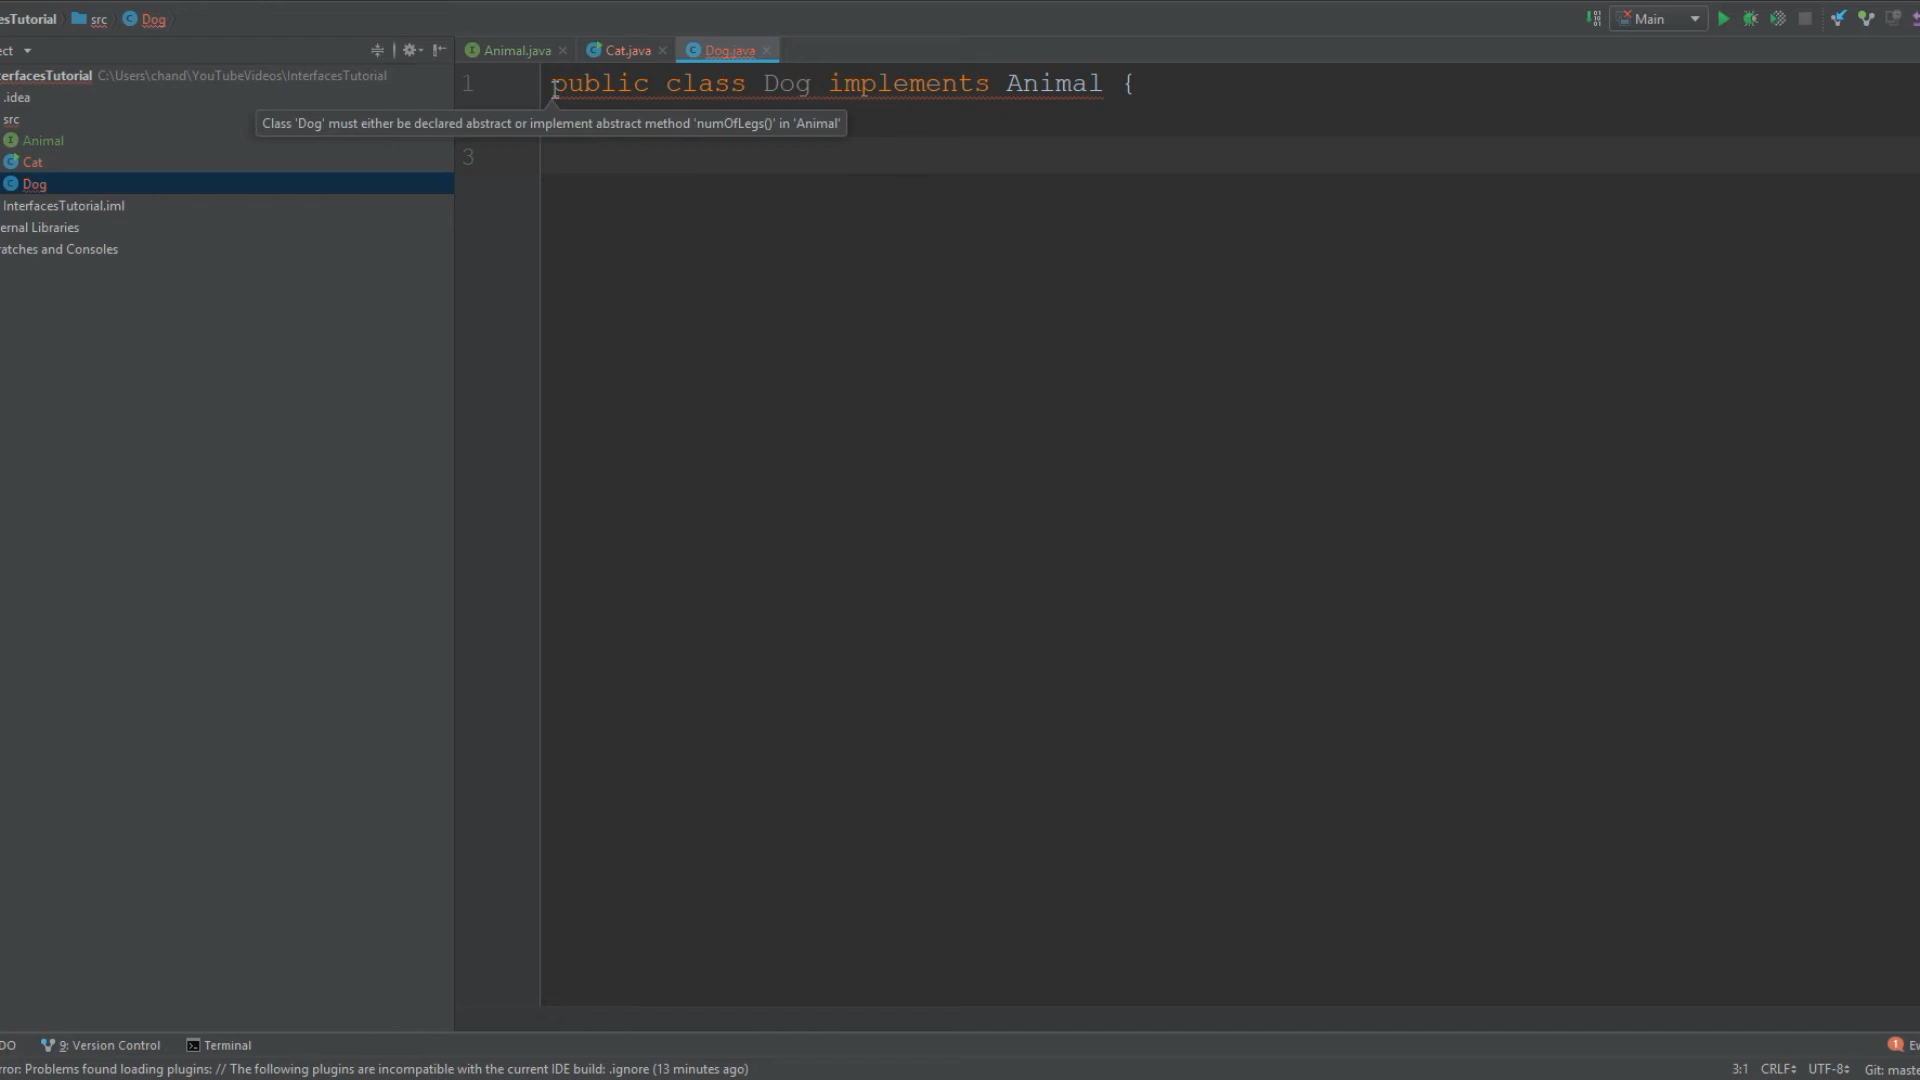 esTutorial src Dog
Main
ect
Animal.java Cat.java Dog.java
erfacesTutorial C:\Users\chand\YouTubeVideos\InterfacesTutorial
.idea
src
Animal
Cat
Dog
InterfacesTutorial.iml
ernal Libraries
ratches and Consoles
1 public class Dog implements Animal {
Class 'Dog' must either be declared abstract or implement abstract method 'numOfLegs()' in 'Animal'
3
DO 9: Version Control Terminal
1 Ev
rror: Problems found loading plugins: // The following plugins are incompatible with the current IDE build: .ignore (13 minutes ago)
3:1 CRLF UTF-8 Git: maste